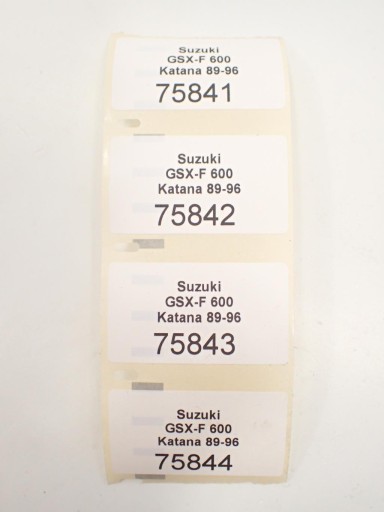 Suzuki
GSX-F 600
Katana 89-96
75841
Suzuki
GSX-F 600
Katana 89-96
75842
Suzuki
GSX-F 600
Katana 89-96
75843
Suzuki
GSX-F 600
Katana 89-96
75844